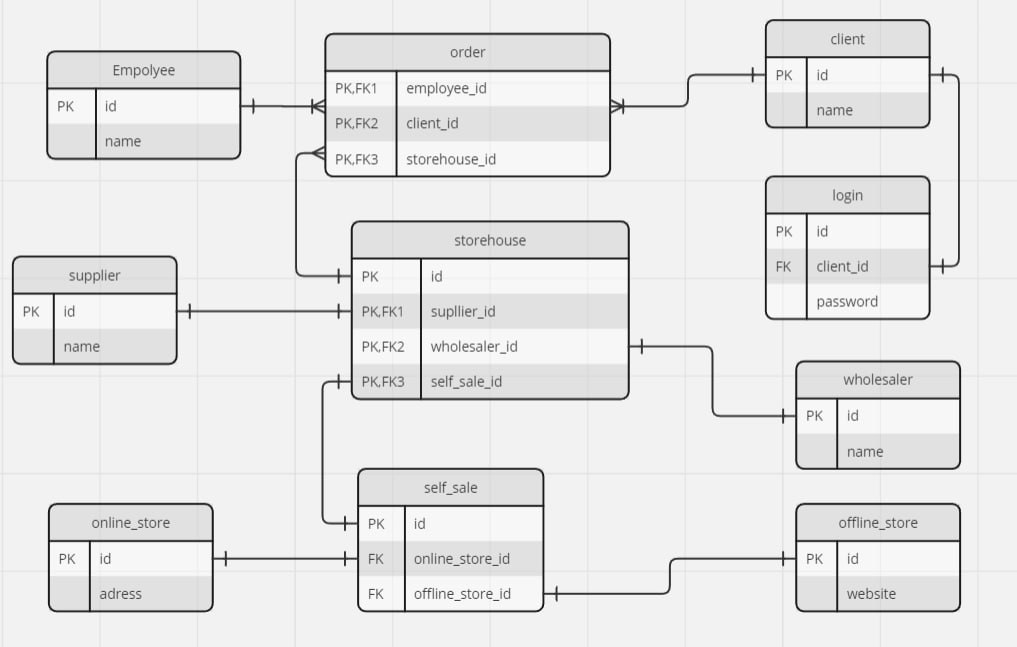 Empolyee
PK id
name
order
PK,FK1 employee_id
PK,FK2 client_id
PK,FK3 storehouse_id
client
PK id
name
login
PK id
FK client_id
password
supplier
PK id
name
storehouse
PK id
PK,FK1 supllier_id
PK,FK2 wholesaler_id
PK,FK3 self_sale_id
wholesaler
PK id
name
online_store
PK id
adress
self_sale
PK id
FK online_store_id
FK offline_store_id
offline_store
PK id
website